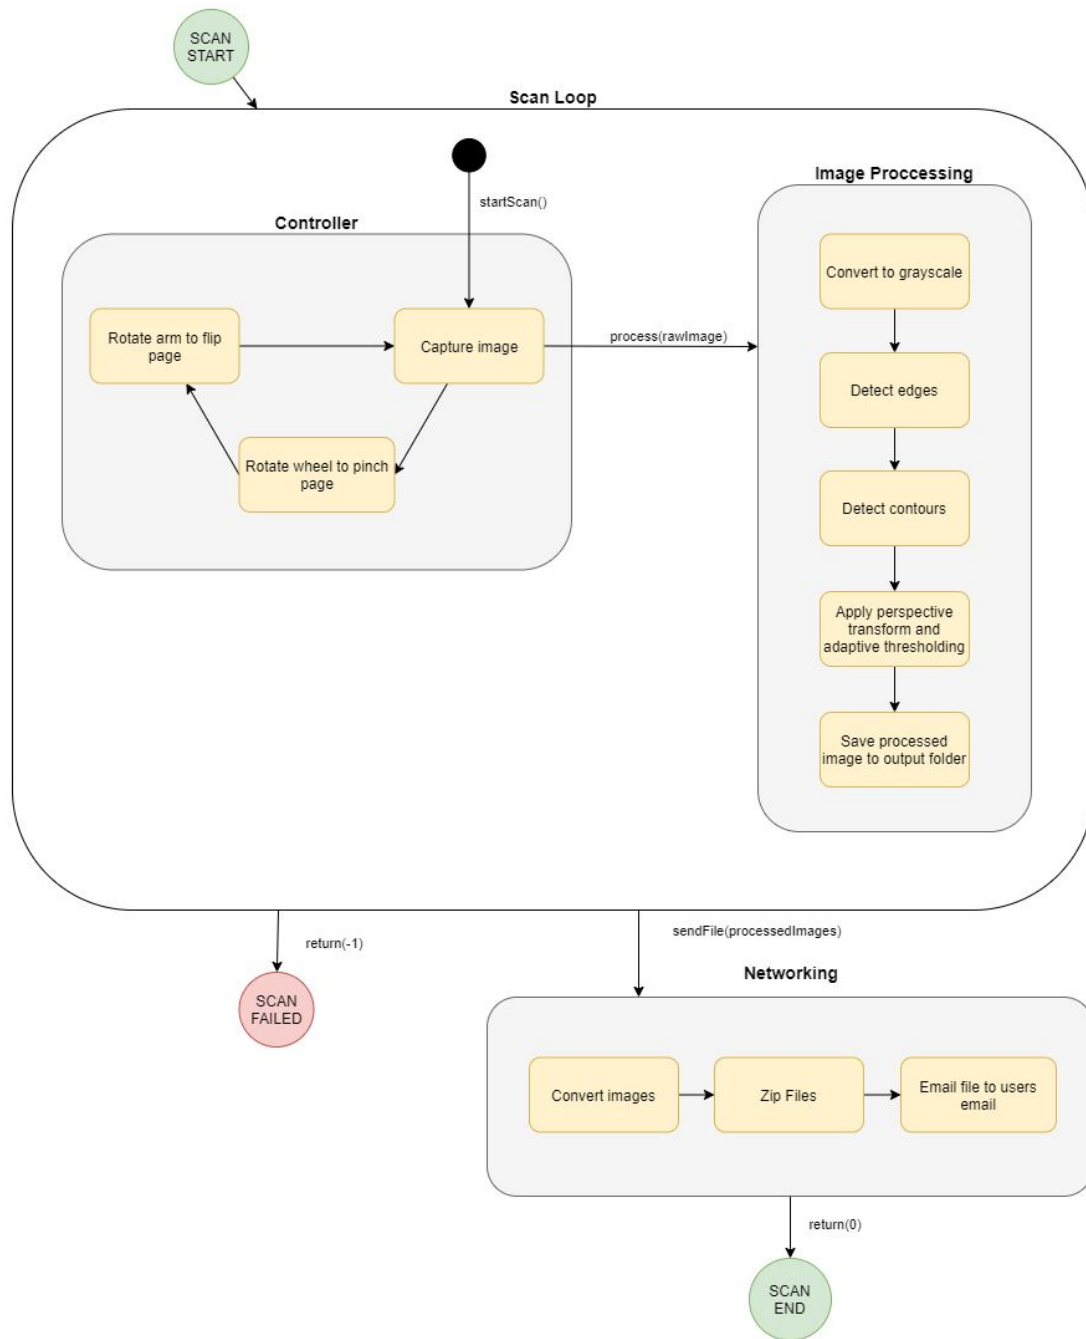 SCAN
START
Scan Loop
startScan()
Controller
Rotate arm to flip
page
Capture image
Rotate wheel to pinch
page
process(rawImage)
Image Proccessing
Convert to grayscale
Detect edges
Detect contours
Apply perspective
transform and
adaptive thresholding
Save processed
image to output folder
return(-1)
SCAN
FAILED
sendFile(processedImages)
Networking
Convert images
Zip Files
Email file to users
email
return(0)
SCAN
END